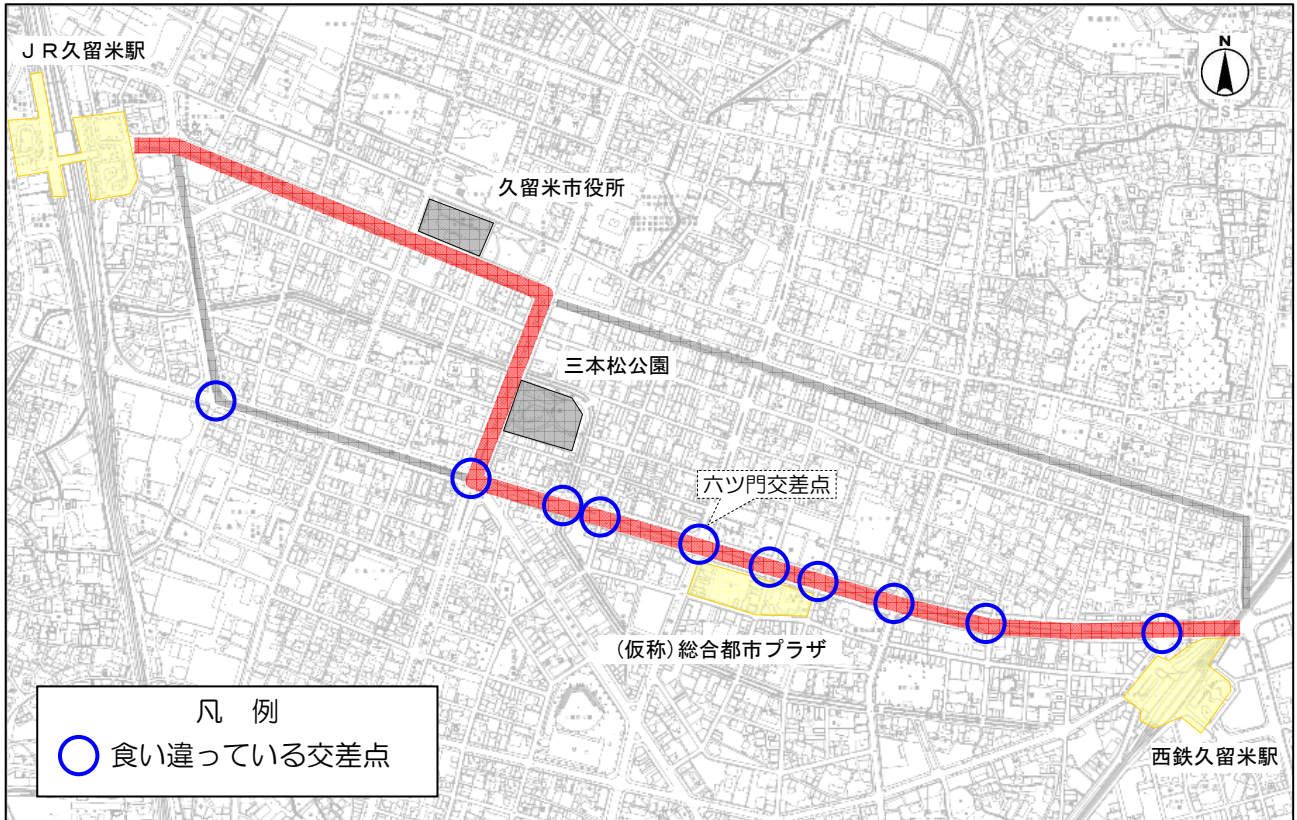 JR久留米駅
N
W
E
S
久留米市役所
三本松公園
六ツ門交差点
(仮称)総合都市プラザ
西鉄久留米駅
凡 例
食い違っている交差点